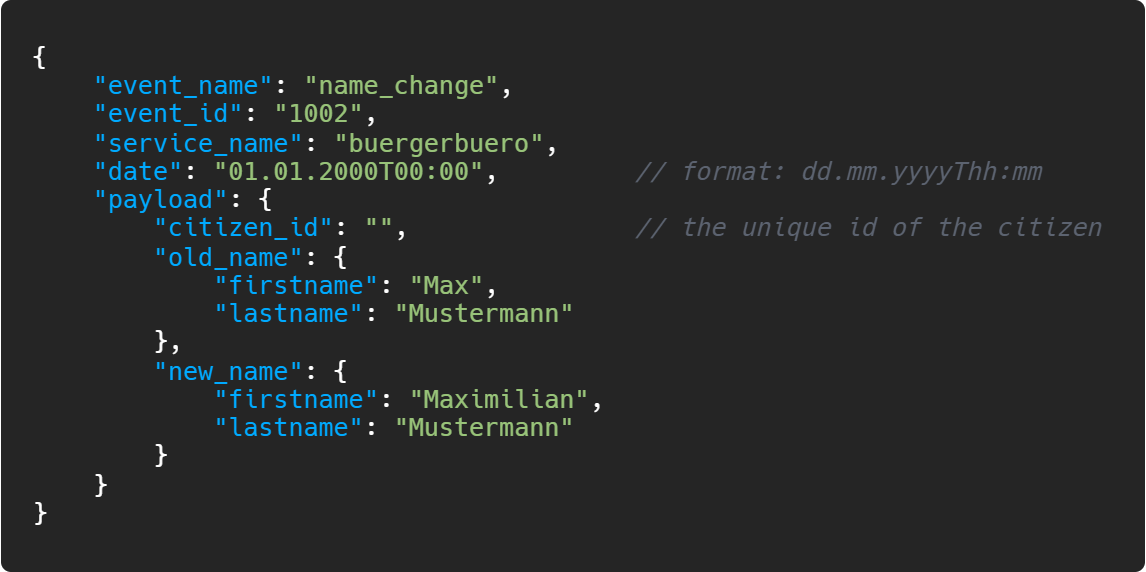 {
    "event_name": "name_change",
    "event_id": "1002",
    "service_name": "buergerbuero",
    "date": "01.01.2000T00:00",          // format: dd.mm.yyyyThh:mm
    "payload": {
        "citizen_id": "",               // the unique id of the citizen
        "old_name": {
            "firstname": "Max",
            "lastname": "Mustermann"
        },
        "new_name": {
            "firstname": "Maximilian",
            "lastname": "Mustermann"
        }
    }
}